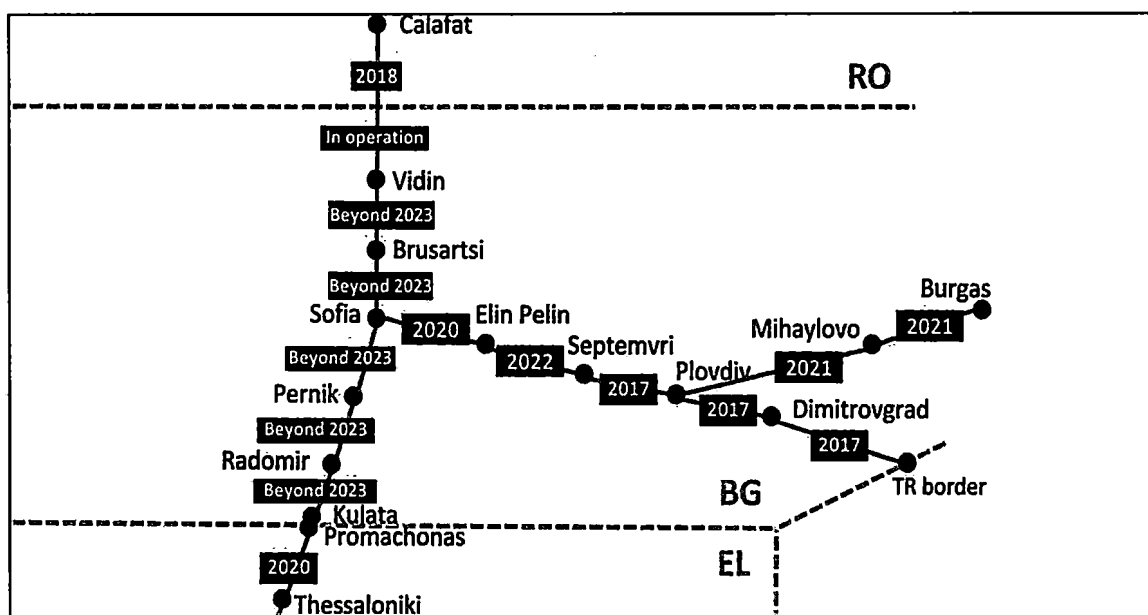 Calafat
2018
RO
In operation
Vidin
Beyond 2023
Brusartsi
Beyond 2023
Sofia
2020
Elin Pelin
Burgas
2021
Mihaylovo
Beyond 2023
2022
Septemvri
2021
Plovdiv
Pernik
2017
2017
Dimitrovgrad
Beyond 2023
2017
Radomir
TR border
Beyond 2023
BG
Kulata
Promachonas
2020
EL
Thessaloniki